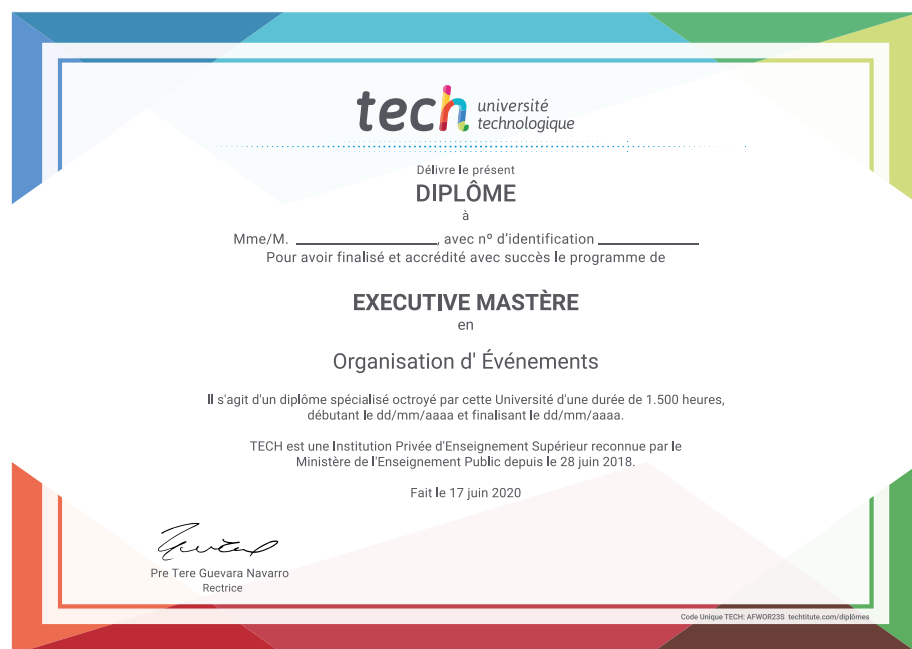 tech université
technologique
Délivre le présent
DIPLÔME
à
Mme/M. ____________________, avec nº d'identification ______________
Pour avoir finalisé et accrédité avec succès le programme de
EXECUTIVE MASTÈRE
en
Organisation d' Événements
Il s'agit d'un diplôme spécialisé octroyé par cette Université d'une durée de 1.500 heures,
débutant le dd/mm/aaaa et finalisant le dd/mm/aaaa.
TECH est une Institution Privée d'Enseignement Supérieur reconnue par le
Ministère de l'Enseignement Public depuis le 28 juin 2018.
Fait le 17 juin 2020
Pre Tere Guevara Navarro
Rectrice
Code Unique TECH: AFWOR23S techtitute.com/diplômes